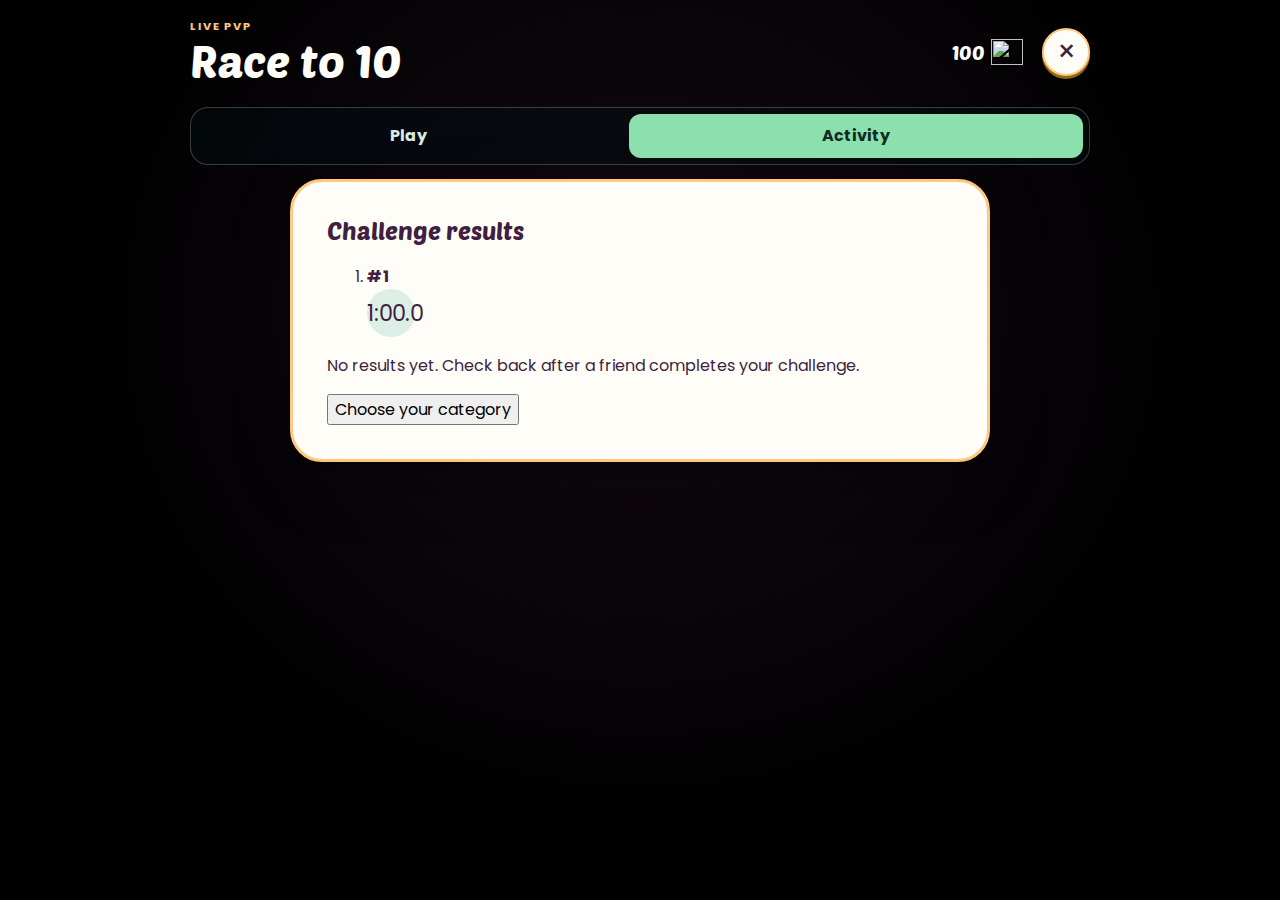 LIVE PVP
Race to 10
100
×
Play
Activity
Challenge results
1. #1
1:00.0
No results yet. Check back after a friend completes your challenge.
Choose your category